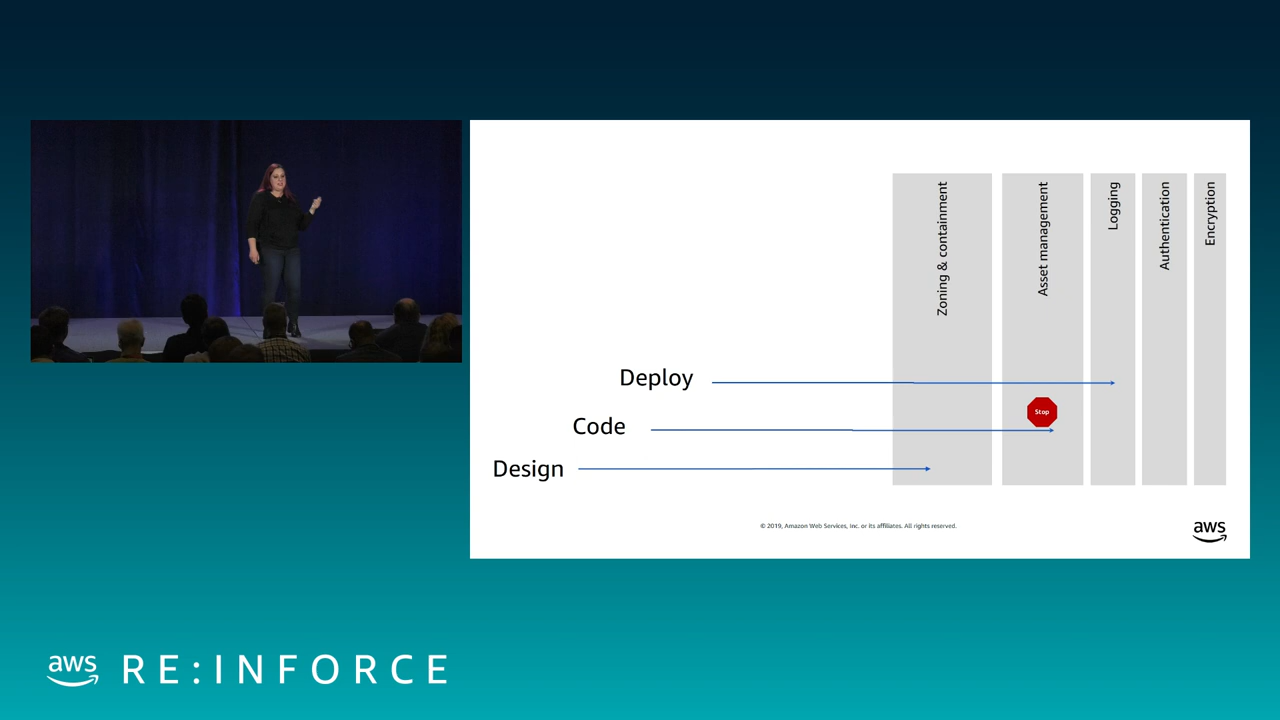 Zoning & containment
Asset management
Logging
Authentication
Encryption
Deploy
Stop
Code
Design
© 2019, Amazon Web Services, Inc. or its affiliates. All rights reserved.
aws
aws RE:INFORCE